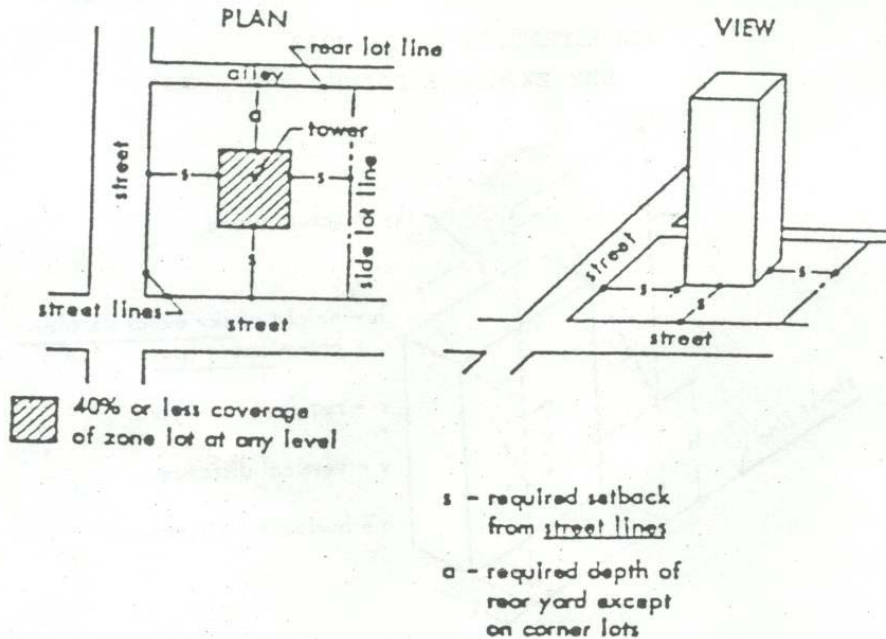 PLAN
rear lot line
alley
a
tower
street
s
s
side lot line
s
street lines
street
40% or less coverage
of zone lot at any level
VIEW
street
s
s
s
street
s - required setback
from street lines
a - required depth of
rear yard except
on corner lots